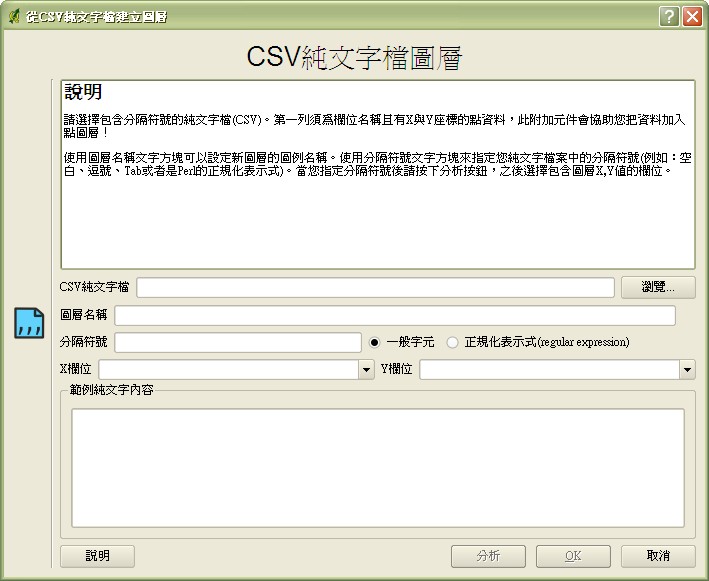 從CSV純文字檔建立圖層
CSV純文字檔圖層
說明
請選擇包含分隔符號的純文字檔(CSV)。第一列須為欄位名稱且有X與Y座標的點資料，此附加元件會協助您把資料加入
點圖層！
使用圖層名稱文字方塊可以設定新圖層的圖例名稱。使用分隔符號文字方塊來指定您純文字檔案中的分隔符號(例如：空
白、逗號、Tab或者是Perl的正規化表示式)。當您指定分隔符號後請按下分析按鈕，之後選擇包含圖層X,Y值的欄位。
CSV純文字檔
瀏覽...
圖層名稱
分隔符號
一般字元
正規化表示式(regular expression)
X欄位
Y欄位
範例純文字內容
,,,
說明
分析
OK
取消